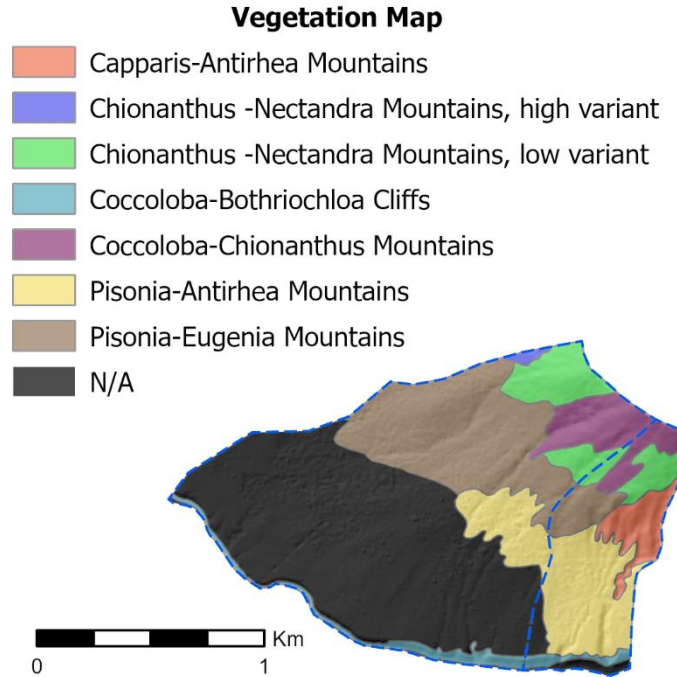 Vegetation Map
Capparis-Antirhea Mountains
Chionanthus -Nectandra Mountains, high variant
Chionanthus -Nectandra Mountains, low variant
Coccoloba-Bothriochloa Cliffs
Coccoloba-Chionanthus Mountains
Pisonia-Antirhea Mountains
Pisonia-Eugenia Mountains
N/A
Km
0 1